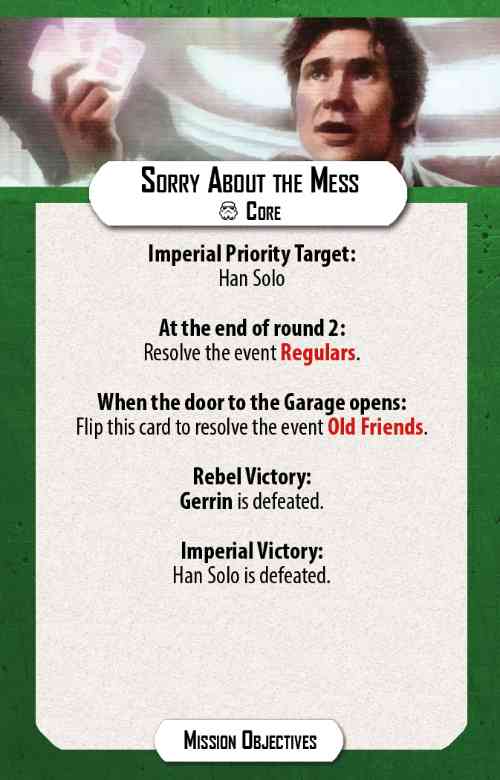 Sorry About the Mess
Core
Imperial Priority Target:
Han Solo
At the end of round 2:
Resolve the event Regulars.
When the door to the Garage opens:
Flip this card to resolve the event Old Friends.
Rebel Victory:
Gerrin is defeated.
Imperial Victory:
Han Solo is defeated.
Mission Objectives